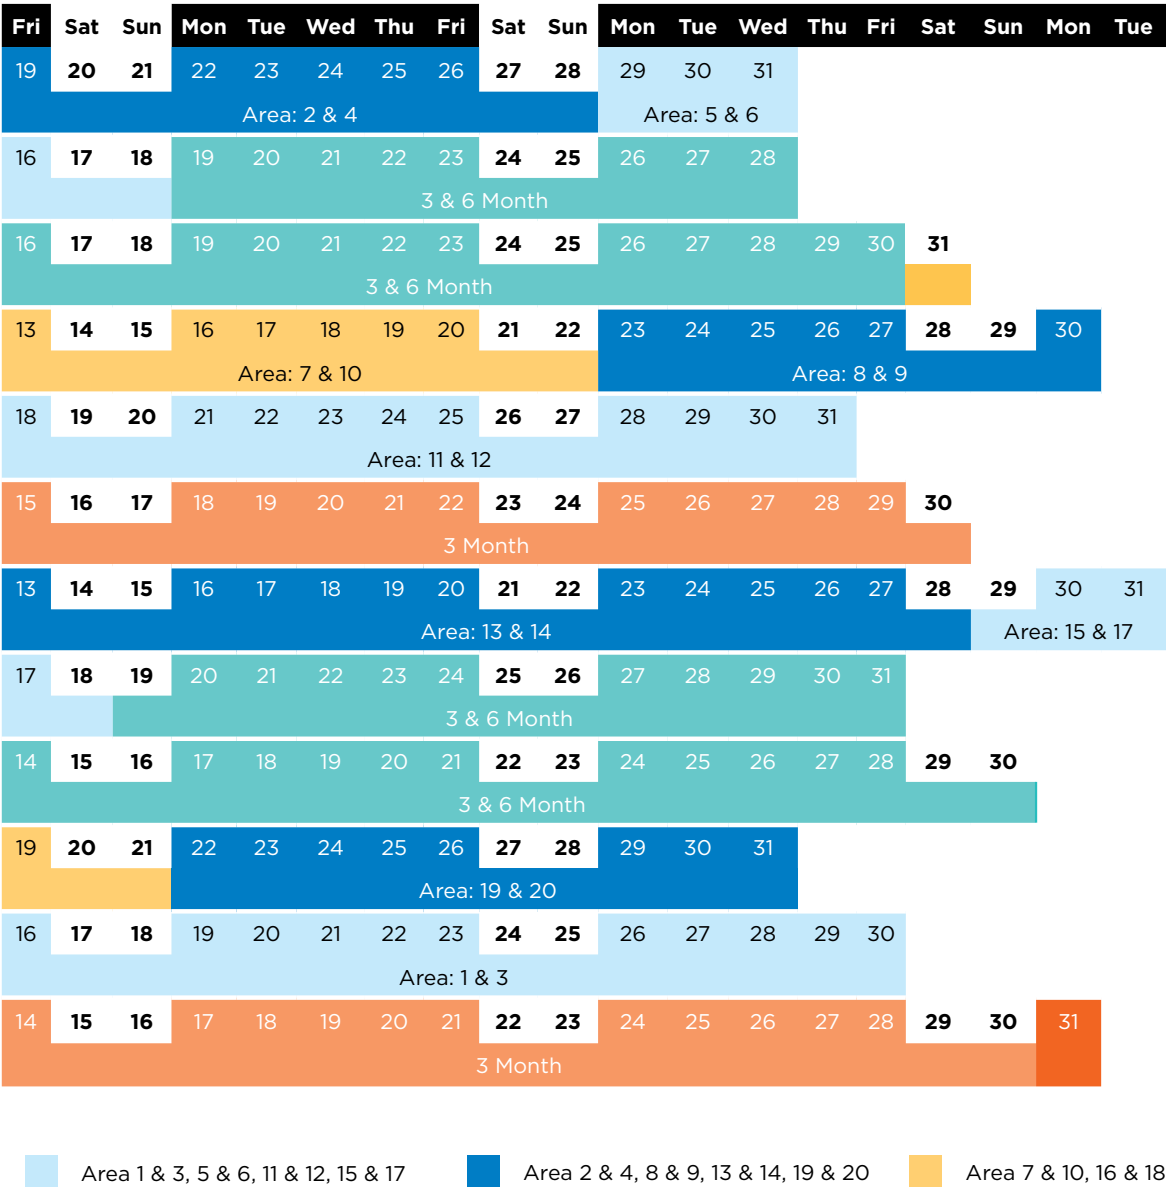 Fri Sat Sun Mon Tue Wed Thu Fri Sat Sun Mon Tue Wed Thu Fri Sat Sun Mon Tue
19 20 21 22 23 24 25 26 27 28 29 30 31
Area: 2 & 4 Area: 5 & 6
16 17 18 19 20 21 22 23 24 25 26 27 28
3 & 6 Month
16 17 18 19 20 21 22 23 24 25 26 27 28 29 30 31
3 & 6 Month
13 14 15 16 17 18 19 20 21 22 23 24 25 26 27 28 29 30
Area: 7 & 10 Area: 8 & 9
18 19 20 21 22 23 24 25 26 27 28 29 30 31
Area: 11 & 12
15 16 17 18 19 20 21 22 23 24 25 26 27 28 29 30
3 Month
13 14 15 16 17 18 19 20 21 22 23 24 25 26 27 28 29 30 31
Area: 13 & 14 Area: 15 & 17
17 18 19 20 21 22 23 24 25 26 27 28 29 30 31
3 & 6 Month
14 15 16 17 18 19 20 21 22 23 24 25 26 27 28 29 30
3 & 6 Month
19 20 21 22 23 24 25 26 27 28 29 30 31
Area: 19 & 20
16 17 18 19 20 21 22 23 24 25 26 27 28 29 30
Area: 1 & 3
14 15 16 17 18 19 20 21 22 23 24 25 26 27 28 29 30 31
3 Month
Area 1 & 3, 5 & 6, 11 & 12, 15 & 17 Area 2 & 4, 8 & 9, 13 & 14, 19 & 20 Area 7 & 10, 16 & 18